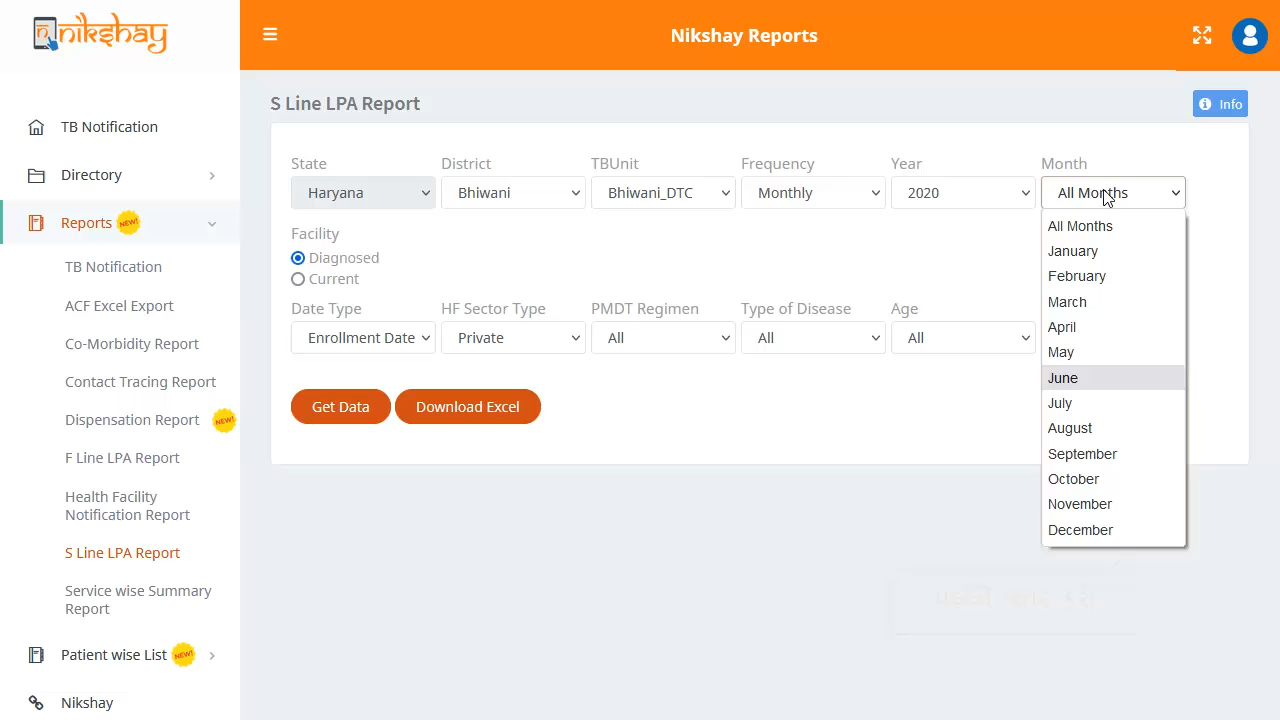 nikshay
Nikshay Reports
TB Notification
Directory
Reports NEW!
TB Notification
ACF Excel Export
Co-Morbidity Report
Contact Tracing Report
Dispensation Report NEW!
F Line LPA Report
Health Facility
Notification Report
S Line LPA Report
Service wise Summary
Report
Patient wise List NEW!
Nikshay
S Line LPA Report
Info
State District TBUnit Frequency Year Month
Haryana Bhiwani Bhiwani_DTC Monthly 2020 All Months
All Months
January
February
March
April
May
June
July
August
September
October
November
December
Facility
Diagnosed
Current
Date Type HF Sector Type PMDT Regimen Type of Disease Age
Enrollment Date Private All All All
Get Data Download Excel